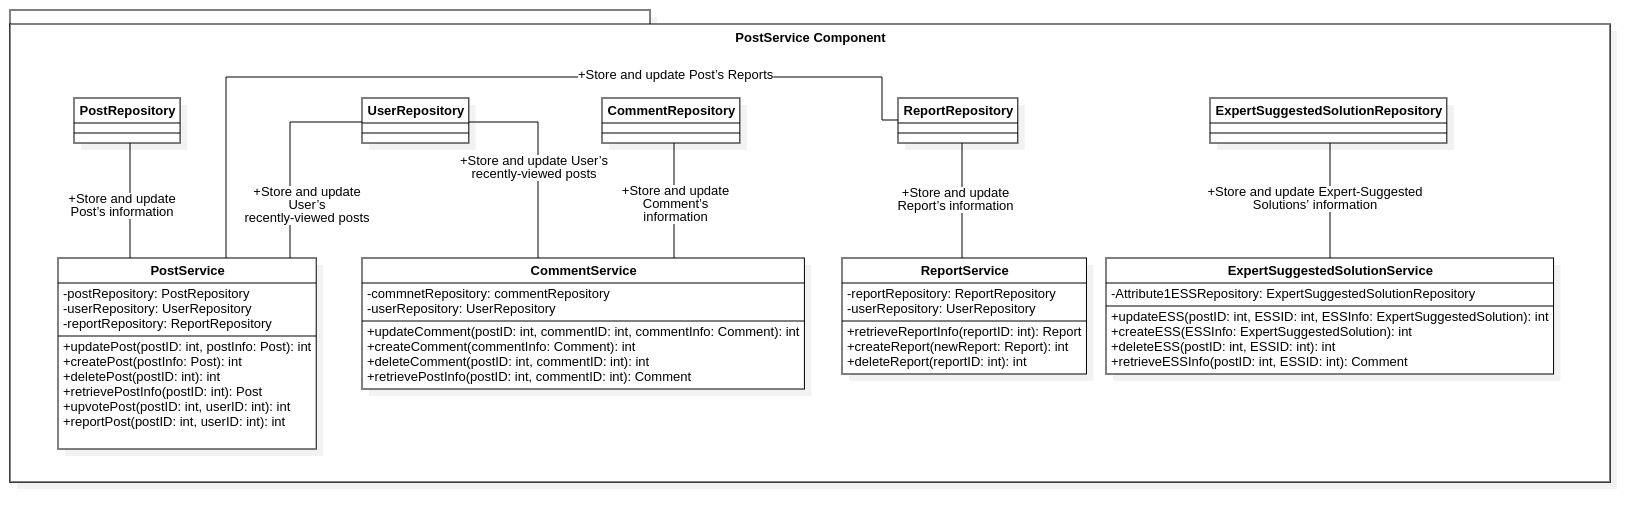 PostService Component
+Store and update Post's Reports
PostRepository
UserRepository
CommentRepository
ReportRepository
ExpertSuggestedSolutionRepository
+Store and update
Post's information
+Store and update
User's
recently-viewed posts
+Store and update User's
recently-viewed posts
+Store and update
Comment's
information
+Store and update
Report's information
+Store and update Expert-Suggested
Solutions' information
PostService
-postRepository: PostRepository
-userRepository: UserRepository
-reportRepository: ReportRepository
+updatePost(postID: int, postInfo: Post): int
+createPost(postInfo: Post): int
+deletePost(postID: int): int
+retrievePostInfo(postID: int): Post
+upvotePost(postID: int, userID: int): int
+reportPost(postID: int, userID: int): int
CommentService
-commnetRepository: commentRepository
-userRepository: UserRepository
+updateComment(postID: int, commentID: int, commentInfo: Comment): int
+createComment(commentInfo: Comment): int
+deleteComment(postID: int, commentID: int): int
+retrievePostInfo(postID: int, commentID: int): Comment
ReportService
-reportRepository: ReportRepository
-userRepository: UserRepository
+retrieveReportInfo(reportID: int): Report
+createReport(newReport: Report): int
+deleteReport(reportID: int): int
ExpertSuggestedSolutionService
-Attribute1ESSRepository: ExpertSuggestedSolutionRepository
+updateESS(postID: int, ESSID: int, ESSInfo: ExpertSuggestedSolution): int
+createESS(ESSInfo: ExpertSuggestedSolution): int
+deleteESS(postID: int, ESSID: int): int
+retrieveESSInfo(postID: int, ESSID: int): Comment